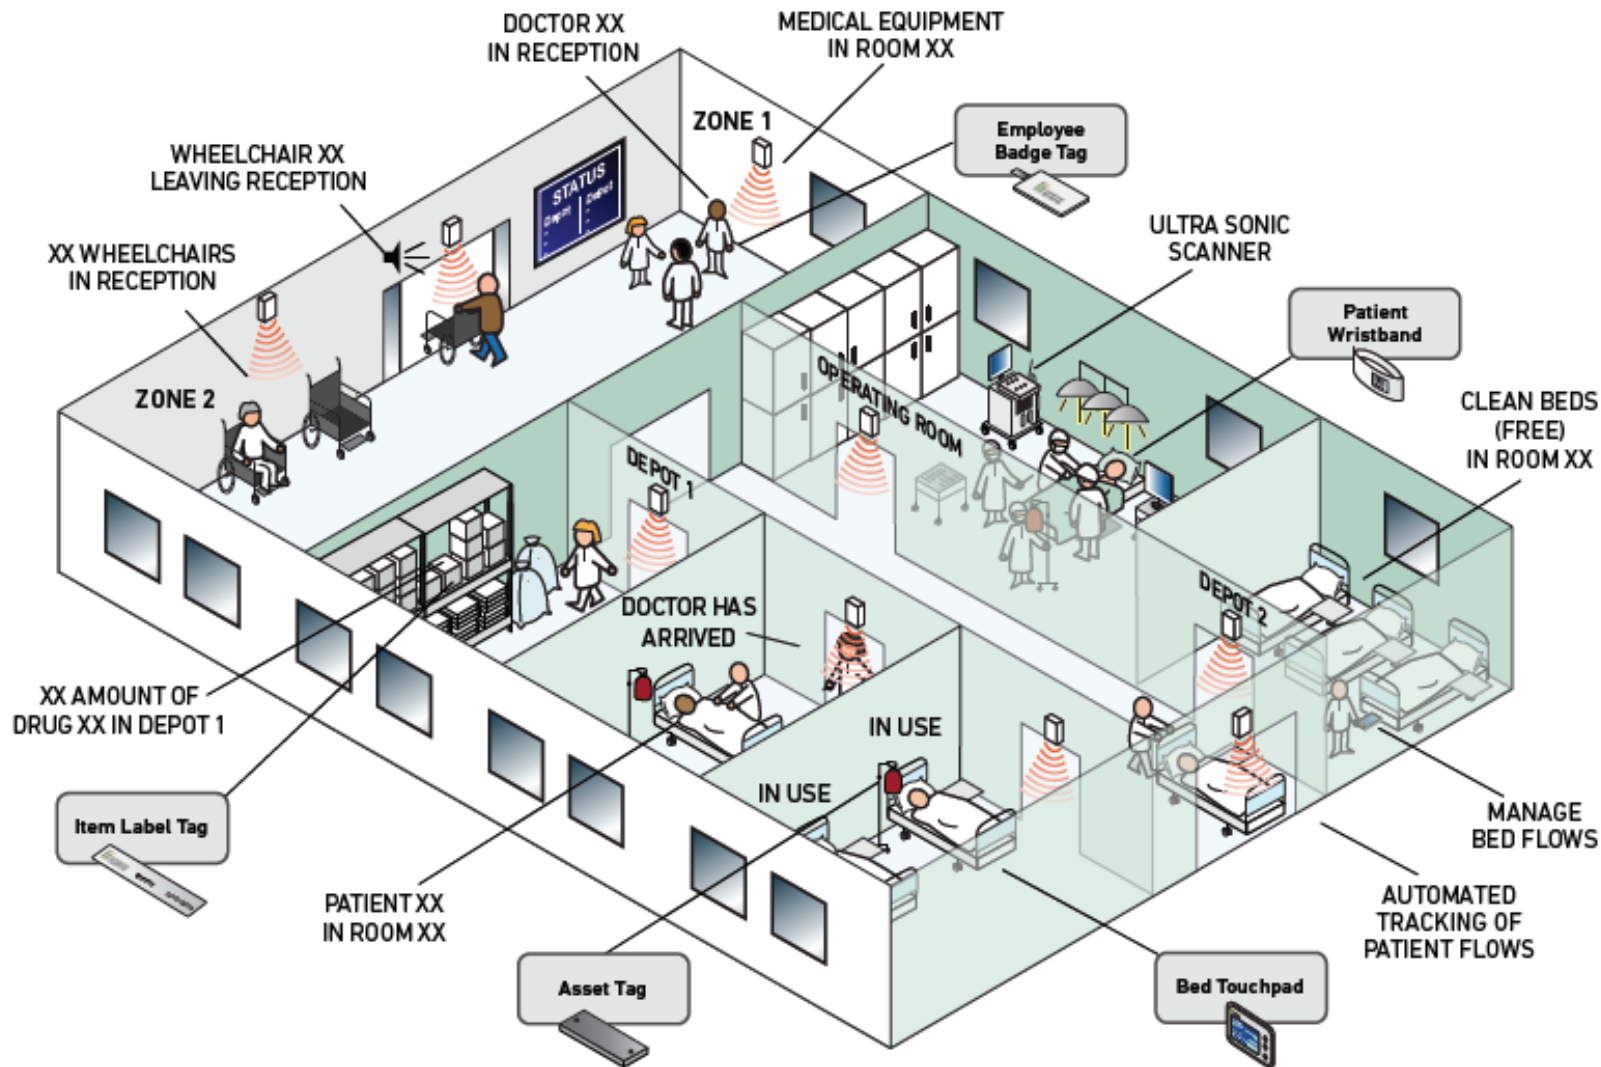 DOCTOR XX
IN RECEPTION
MEDICAL EQUIPMENT
IN ROOM XX
ZONE 1
Employee
Badge Tag
WHEELCHAIR XX
LEAVING RECEPTION
STATUS
Depot
Depot
ULTRA SONIC
SCANNER
XX WHEELCHAIRS
IN RECEPTION
Patient
Wristband
ZONE 2
OPERATING ROOM
CLEAN BEDS
(FREE)
IN ROOM XX
DEPOT 1
DOCTOR HAS
ARRIVED
DEPOT 2
XX AMOUNT OF
DRUG XX IN DEPOT 1
IN USE
IN USE
Item Label Tag
MANAGE
BED FLOWS
PATIENT XX
IN ROOM XX
AUTOMATED
TRACKING OF
PATIENT FLOWS
Asset Tag
Bed Touchpad